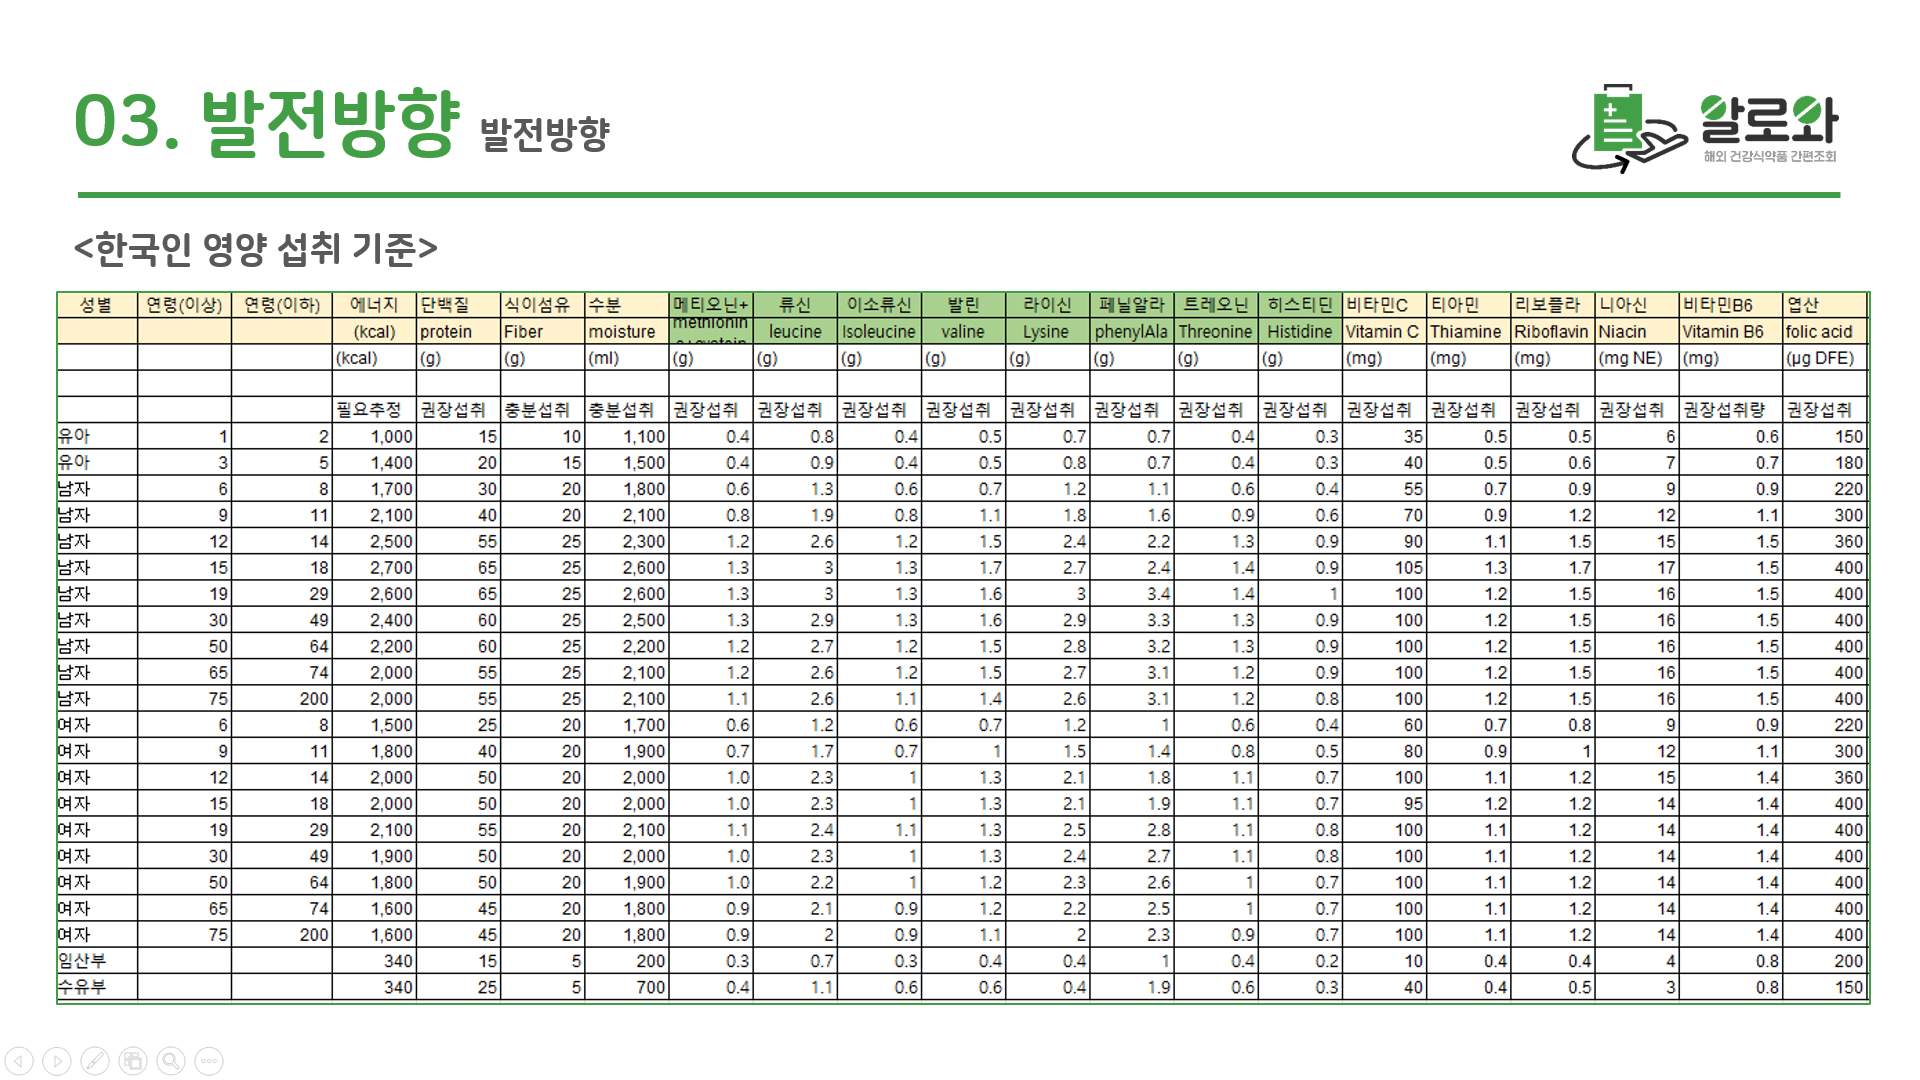 03. 발전방향 발전방향
알로와
해외 건강식약품 간편조회
<한국인 영양 섭취 기준>
성별 연령(이상) 연령(이하) 에너지 단백질 식이섬유 수분 메티오닌+ 류신 이소류신 발린 라이신 페닐알라 트레오닌 히스티딘 비타민C 티아민 리보플라 니아신 비타민B6 엽산
(kcal) protein Fiber moisture methionin leucine Isoleucine valine Lysine phenylAla Threonine Histidine Vitamin C Thiamine Riboflavin Niacin Vitamin B6 folic acid
(kcal) (g) (g) (ml) (g) (g) (g) (g) (g) (g) (g) (g) (mg) (mg) (mg) (mg NE) (mg) (μg DFE)
필요추정 권장섭취 충분섭취 충분섭취 권장섭취 권장섭취 권장섭취 권장섭취 권장섭취 권장섭취 권장섭취 권장섭취 권장섭취 권장섭취 권장섭취 권장섭취 권장섭취량 권장섭취
유아 1 2 1,000 15 10 1,100 0.4 0.8 0.4 0.5 0.7 0.7 0.4 0.3 35 0.5 0.5 6 0.6 150
유아 3 5 1,400 20 15 1,500 0.4 0.9 0.4 0.5 0.8 0.7 0.4 0.3 40 0.5 0.6 7 0.7 180
남자 6 8 1,700 30 20 1,800 0.6 1.3 0.6 0.7 1.2 1.1 0.6 0.4 55 0.7 0.9 9 0.9 220
남자 9 11 2,100 40 20 2,100 0.8 1.9 0.8 1.1 1.8 1.6 0.9 0.6 70 0.9 1.2 12 1.1 300
남자 12 14 2,500 55 25 2,300 1.2 2.6 1.2 1.5 2.4 2.2 1.3 0.9 90 1.1 1.5 15 1.5 360
남자 15 18 2,700 65 25 2,600 1.3 3 1.3 1.7 2.7 2.4 1.4 0.9 105 1.3 1.7 17 1.5 400
남자 19 29 2,600 65 25 2,600 1.3 3 1.3 1.6 3 3.4 1.4 1 100 1.2 1.5 16 1.5 400
남자 30 49 2,400 60 25 2,500 1.3 2.9 1.3 1.6 2.9 3.3 1.3 0.9 100 1.2 1.5 16 1.5 400
남자 50 64 2,200 60 25 2,200 1.2 2.7 1.2 1.5 2.8 3.2 1.3 0.9 100 1.2 1.5 16 1.5 400
남자 65 74 2,000 55 25 2,100 1.2 2.6 1.2 1.5 2.7 3.1 1.2 0.9 100 1.2 1.5 16 1.5 400
남자 75 200 2,000 55 25 2,100 1.1 2.6 1.1 1.4 2.6 3.1 1.2 0.8 100 1.2 1.5 16 1.5 400
여자 6 8 1,500 25 20 1,700 0.6 1.2 0.6 0.7 1.2 1 0.6 0.4 60 0.7 0.8 9 0.9 220
여자 9 11 1,800 40 20 1,900 0.7 1.7 0.7 1 1.5 1.4 0.8 0.5 80 0.9 1 12 1.1 300
여자 12 14 2,000 50 20 2,000 1.0 2.3 1 1.3 2.1 1.8 1.1 0.7 100 1.1 1.2 15 1.4 360
여자 15 18 2,000 50 20 2,000 1.0 2.3 1 1.3 2.1 1.9 1.1 0.7 95 1.2 1.2 14 1.4 400
여자 19 29 2,100 55 20 2,100 1.1 2.4 1.1 1.3 2.5 2.8 1.1 0.8 100 1.1 1.2 14 1.4 400
여자 30 49 1,900 50 20 2,000 1.0 2.3 1 1.3 2.4 2.7 1.1 0.8 100 1.1 1.2 14 1.4 400
여자 50 64 1,800 50 20 1,900 1.0 2.2 1 1.2 2.3 2.6 1 0.7 100 1.1 1.2 14 1.4 400
여자 65 74 1,600 45 20 1,800 0.9 2.1 0.9 1.2 2.2 2.5 1 0.7 100 1.1 1.2 14 1.4 400
여자 75 200 1,600 45 20 1,800 0.9 2 0.9 1.1 2 2.3 0.9 0.7 100 1.1 1.2 14 1.4 400
임산부 340 15 5 200 0.3 0.7 0.3 0.4 0.4 1 0.4 0.2 10 0.4 0.4 4 0.8 200
수유부 340 25 5 700 0.4 1.1 0.6 0.6 0.4 1.9 0.6 0.3 40 0.4 0.5 3 0.8 150